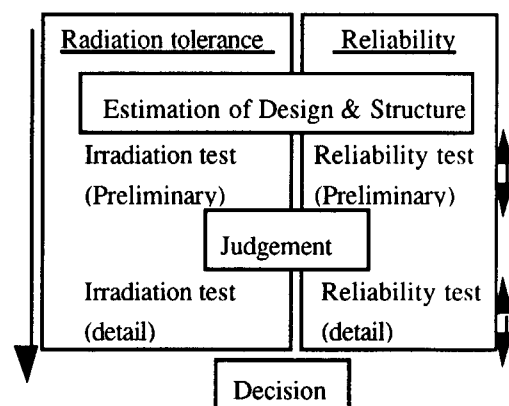 Radiation tolerance
Reliability
Estimation of Design & Structure
Irradiation test
(Preliminary)
Reliability test
(Preliminary)
Judgement
Irradiation test
(detail)
Reliability test
(detail)
Decision